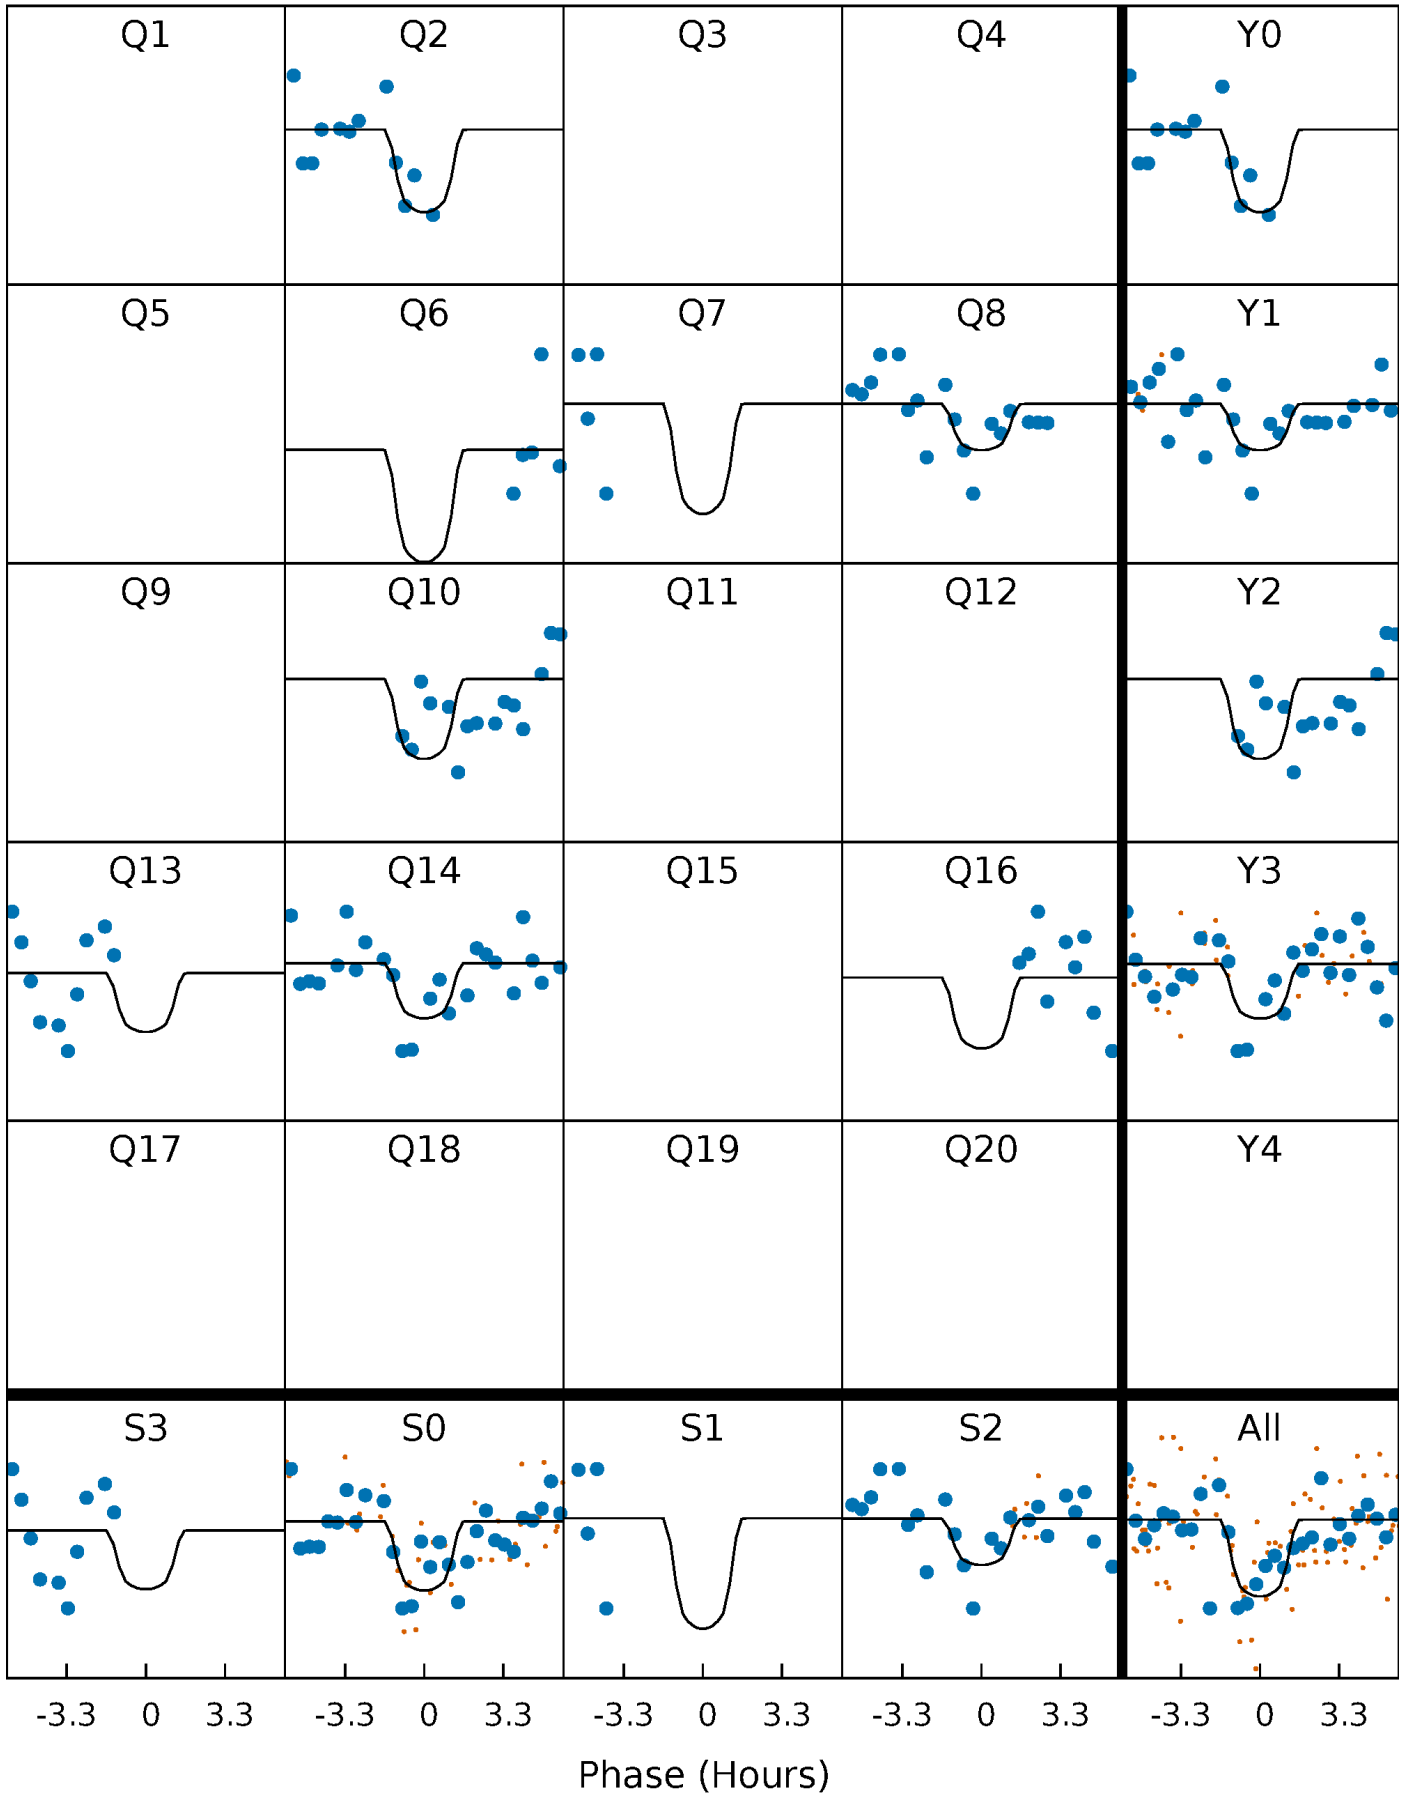 Q1 Q2 Q3 Q4 Y0
Q5 Q6 Q7 Q8 Y1
Q9 Q10 Q11 Q12 Y2
Q13 Q14 Q15 Q16 Y3
Q17 Q18 Q19 Q20 Y4
S3 S0 S1 S2 All
-3.3 0 3.3 -3.3 0 3.3 -3.3 0 3.3 -3.3 0 3.3 -3.3 0 3.3
Phase (Hours)